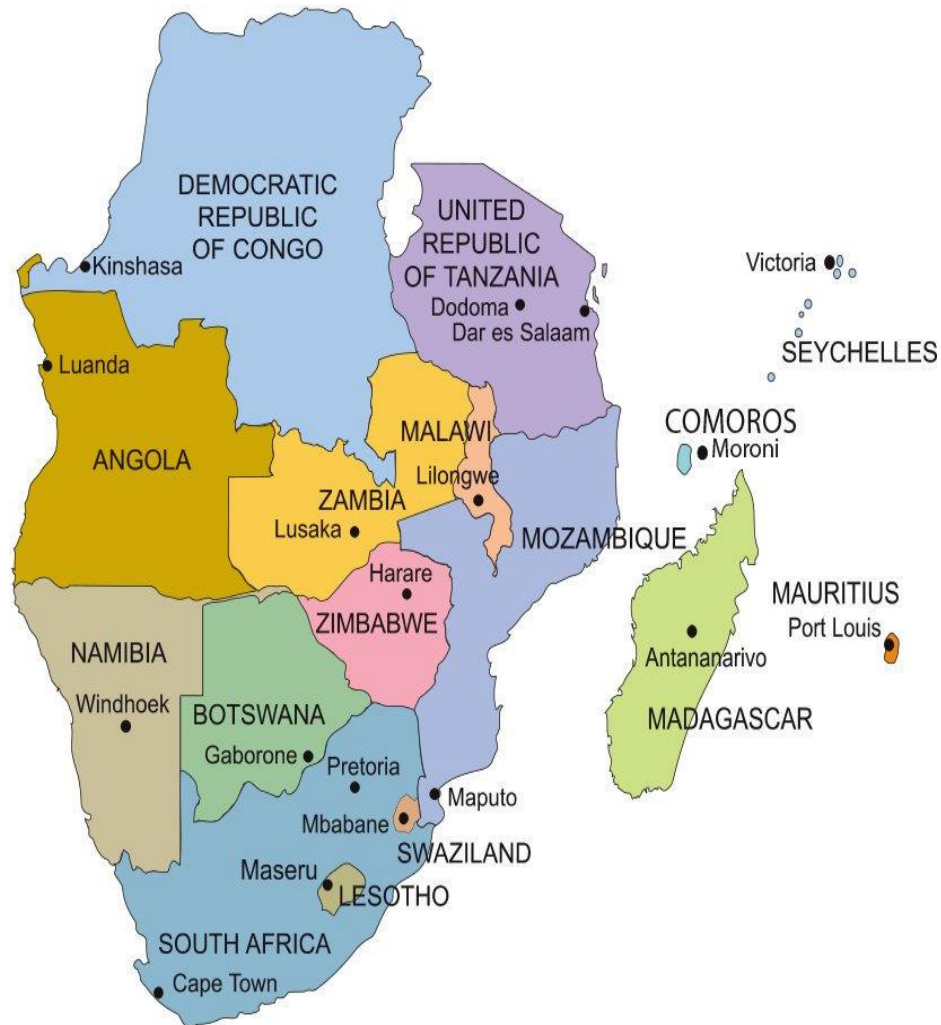 DEMOCRATIC
REPUBLIC
OF CONGO
Kinshasa
UNITED
REPUBLIC
OF TANZANIA
Dodoma
Dar es Salaam
Victoria
SEYCHELLES
Luanda
ANGOLA
MALAWI
Lilongwe
COMOROS
Moroni
ZAMBIA
Lusaka
MOZAMBIQUE
Harare
ZIMBABWE
MAURITIUS
Port Louis
NAMIBIA
Windhoek
Antananarivo
MADAGASCAR
BOTSWANA
Gaborone
Pretoria
Maputo
Mbabane
SWAZILAND
Maseru
LESOTHO
SOUTH AFRICA
Cape Town